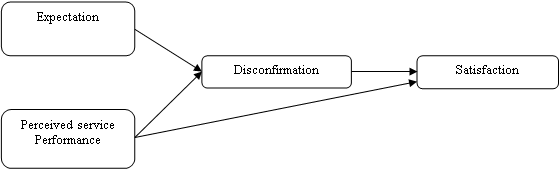 Expectation
Disconfirmation
Satisfaction
Perceived service
Performance